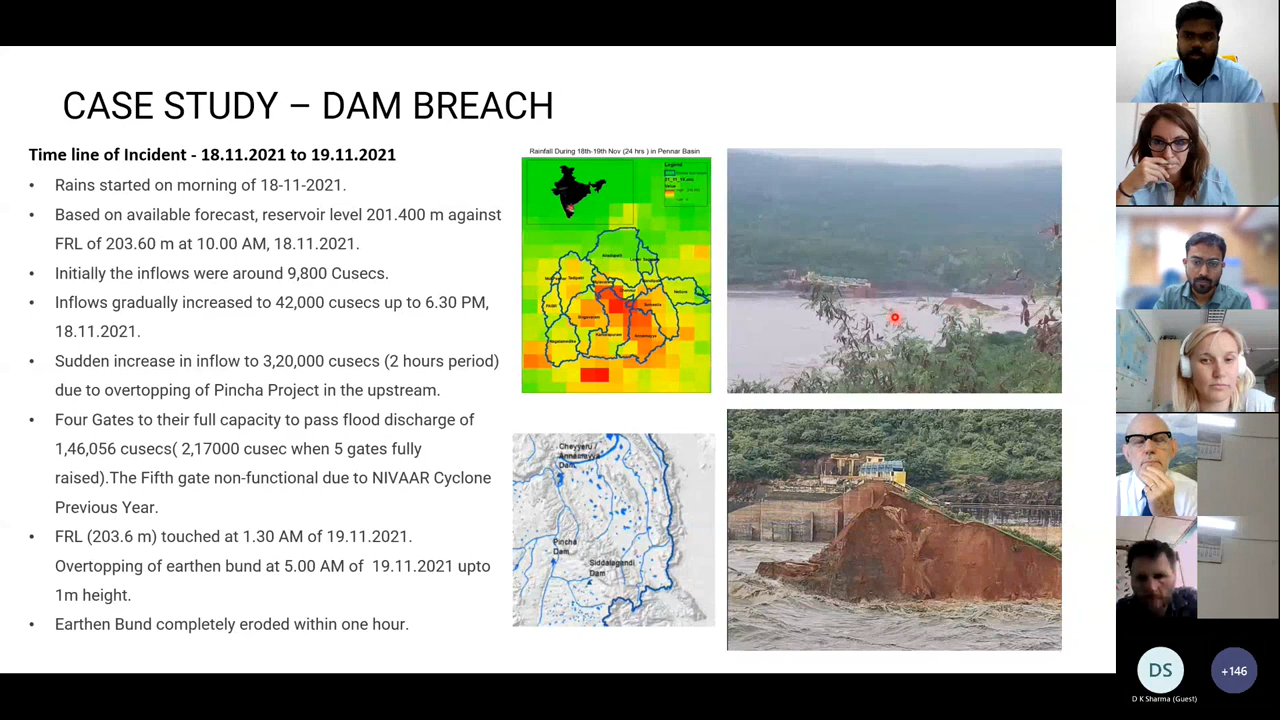 CASE STUDY – DAM BREACH
Time line of Incident - 18.11.2021 to 19.11.2021
• Rains started on morning of 18-11-2021.
• Based on available forecast, reservoir level 201.400 m against
FRL of 203.60 m at 10.00 AM, 18.11.2021.
• Initially the inflows were around 9,800 Cusecs.
• Inflows gradually increased to 42,000 cusecs up to 6.30 PM,
18.11.2021.
• Sudden increase in inflow to 3,20,000 cusecs (2 hours period)
due to overtopping of Pincha Project in the upstream.
• Four Gates to their full capacity to pass flood discharge of
1,46,056 cusecs( 2,17000 cusec when 5 gates fully
raised).The Fifth gate non-functional due to NIVAAR Cyclone
Previous Year.
• FRL (203.6 m) touched at 1.30 AM of 19.11.2021.
Overtopping of earthen bund at 5.00 AM of 19.11.2021 upto
1m height.
• Earthen Bund completely eroded within one hour.
Rainfall During 18th-19th Nov (24 hrs ) in Pennar Basin
Legend
Value
Cheyyeru /
Annamayya
Dam
Pincha
Dam
Siddalagandi
Dam
DS
+146
D K Sharma (Guest)